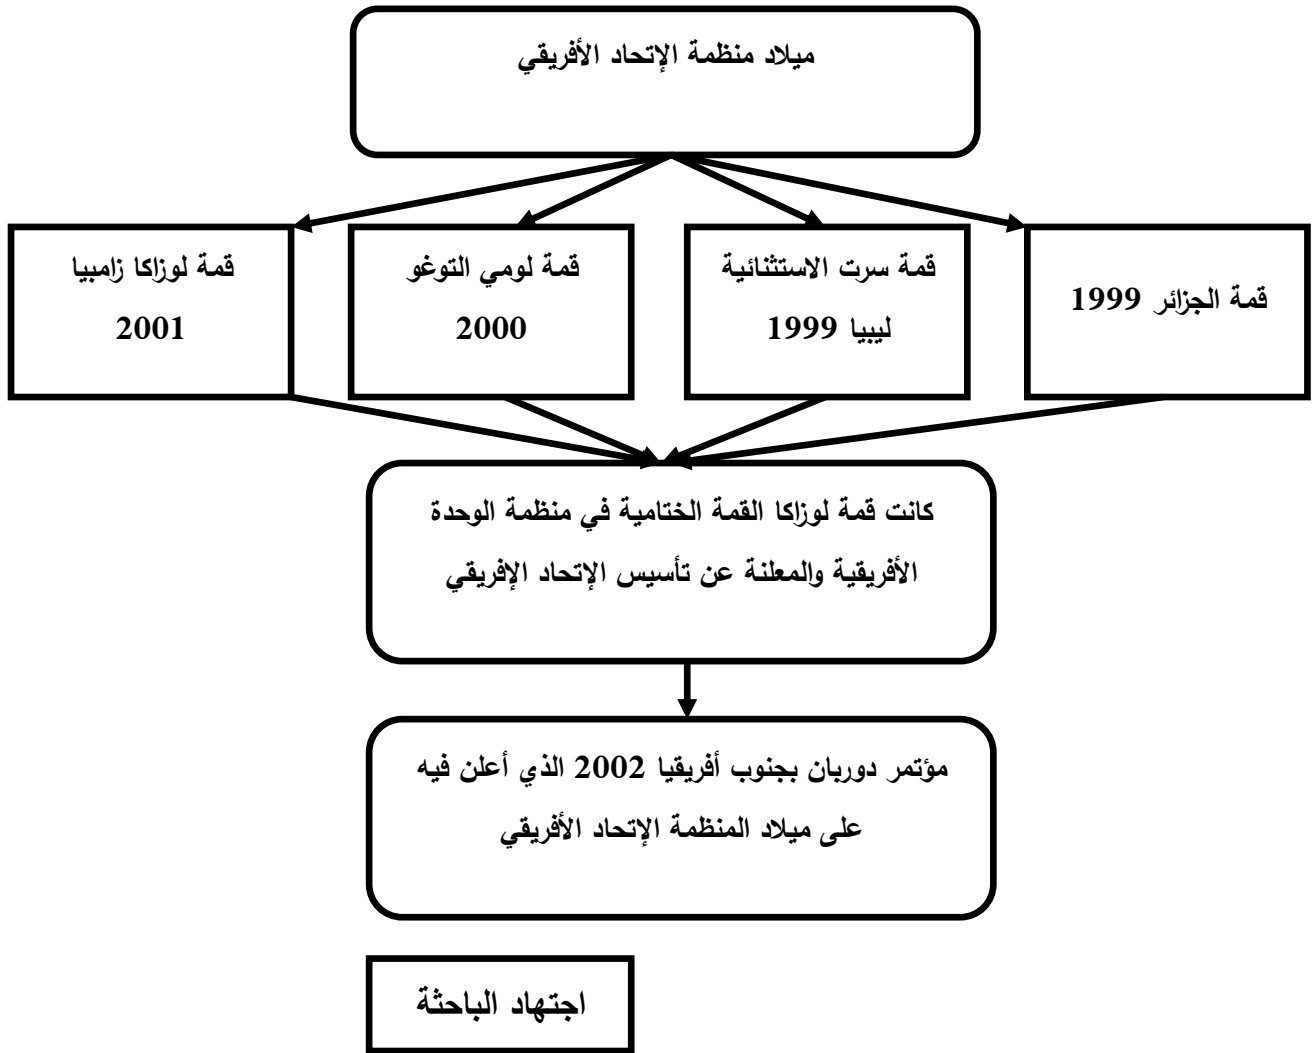 ميلاد منظمة الإتحاد الأفريقي
قمة الجزائر 1999
قمة سرت الاستثنائية
ليبيا 1999
قمة لومي التوغو
2000
قمة لوزاكا زامبيا
2001
كانت قمة لوزاكا القمة الختامية في منظمة الوحدة
الأفريقية والمعلنة عن تأسيس الإتحاد الإفريقي
مؤتمر دوربان بجنوب أفريقيا 2002 الذي أعلن فيه
على ميلاد المنظمة الإتحاد الأفريقي
اجتهاد الباحثة